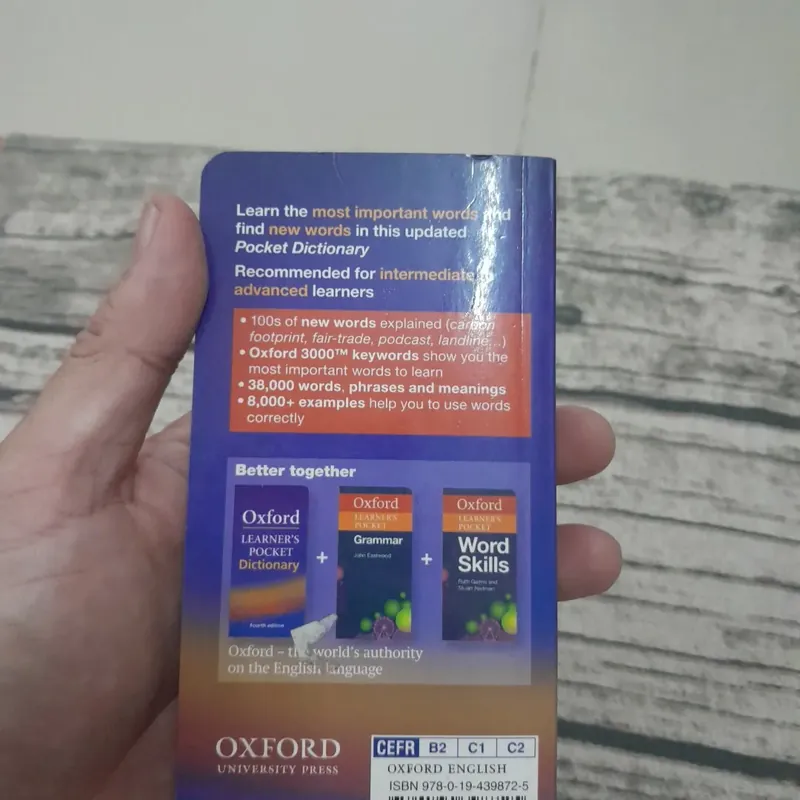 Learn the most important words and
find new words in this updated
Pocket Dictionary
Recommended for intermediate
advanced learners
• 100s of new words explained (carbon
footprint, fair-trade, podcast, landline...)
• Oxford 3000™ keywords show you the
most important words to learn
• 38,000 words, phrases and meanings
• 8,000+ examples help you to use words
correctly
Better together
Oxford
LEARNER'S
POCKET
Dictionary
Fourth edition
+
Oxford
LEARNER'S
POCKET
Grammar
John Eastwood
+
Oxford
LEARNER'S
POCKET
Word
Skills
Ruth Gairns and
Stuart Redman
Oxford – the world's authority
on the English language
OXFORD
UNIVERSITY PRESS
CEFR B2 C1 C2
OXFORD ENGLISH
ISBN 978-0-19-439872-5